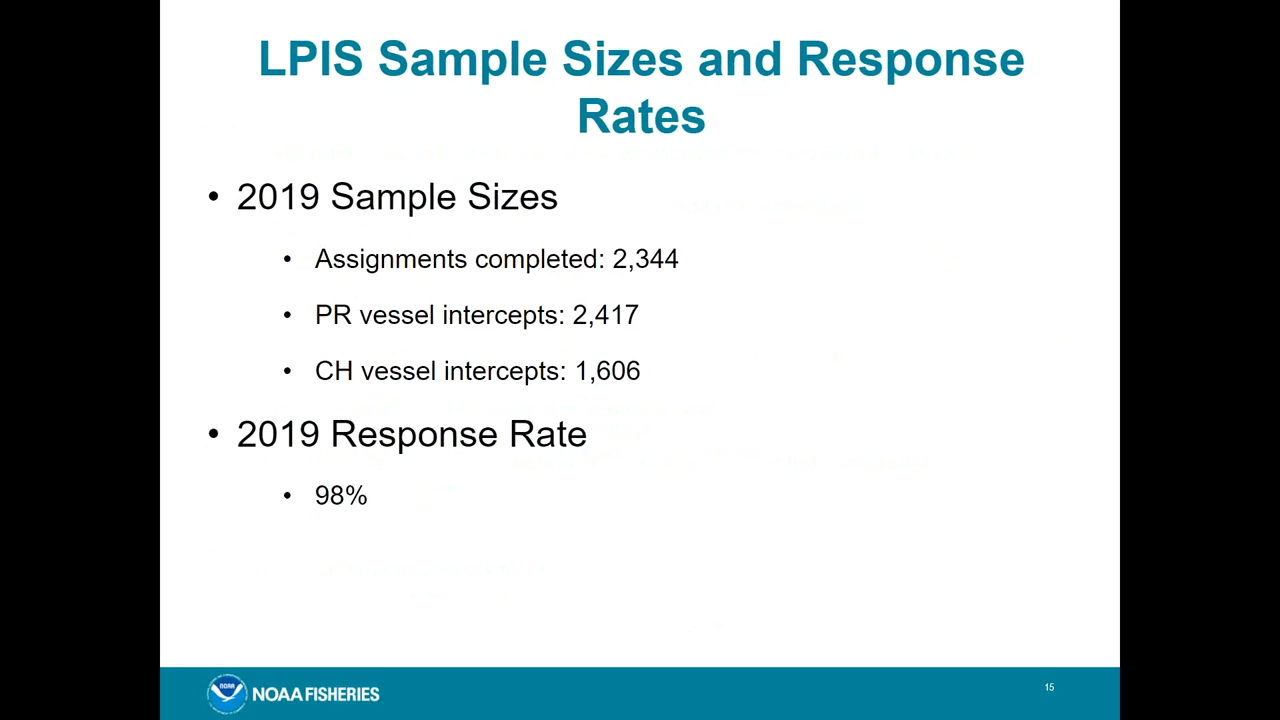 LPIS Sample Sizes and Response
Rates
• 2019 Sample Sizes
• Assignments completed: 2,344
• PR vessel intercepts: 2,417
• CH vessel intercepts: 1,606
• 2019 Response Rate
• 98%
NOAA
NOAA FISHERIES
15